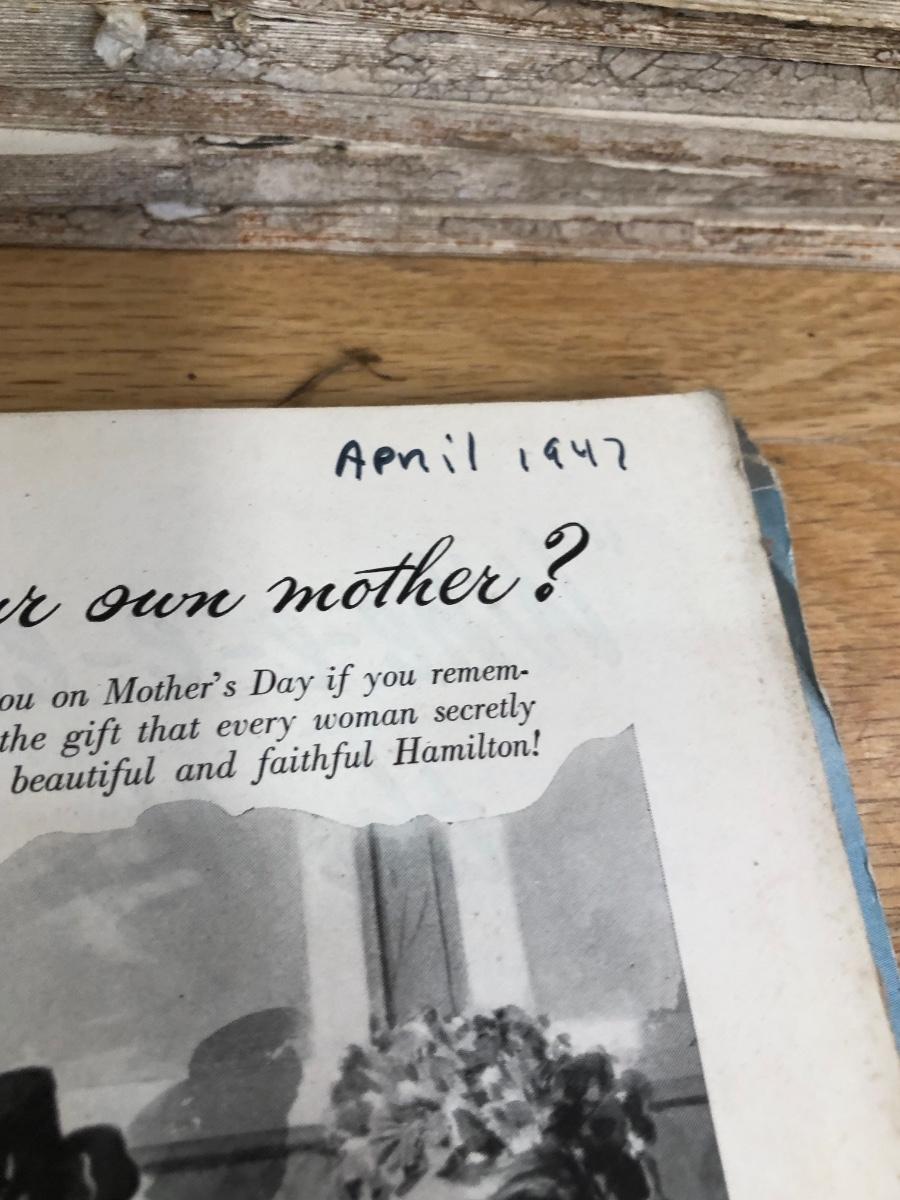 April 1947
ur own mother?
ou on Mother's Day if you remem-
the gift that every woman secretly
beautiful and faithful Hamilton!